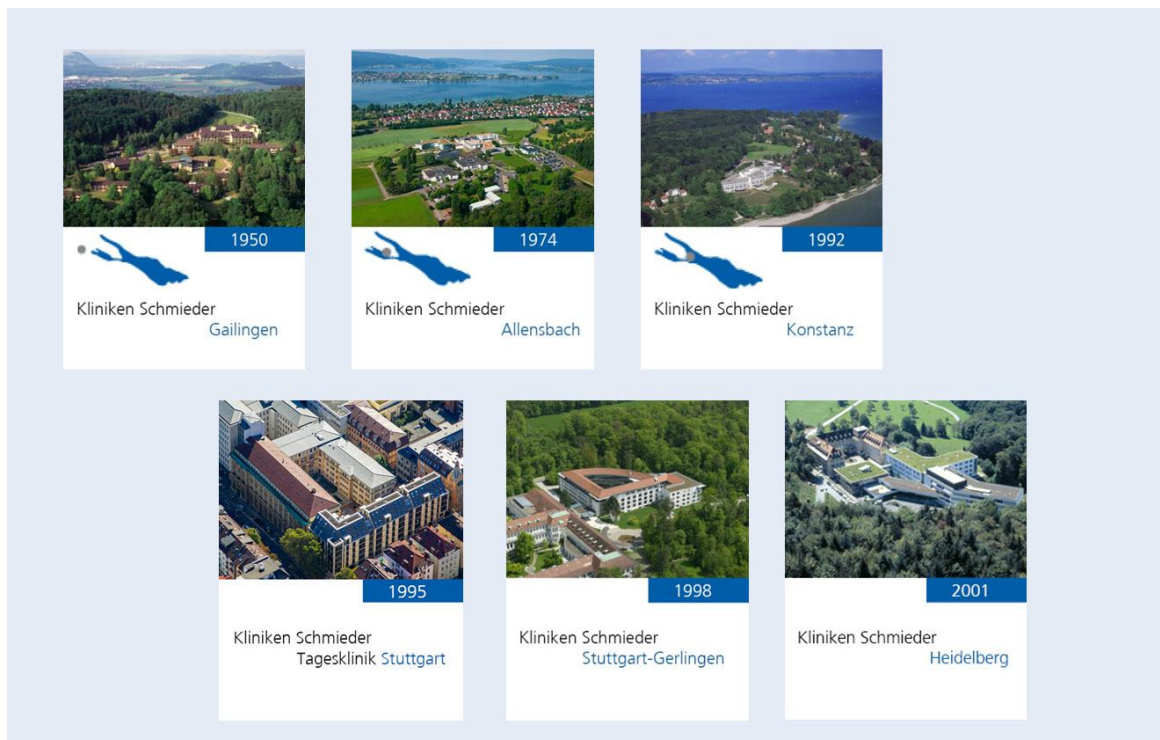 1950
Kliniken Schmieder
Gailingen
1974
Kliniken Schmieder
Allensbach
1992
Kliniken Schmieder
Konstanz
1995
Kliniken Schmieder
Tagesklinik Stuttgart
1998
Kliniken Schmieder
Stuttgart-Gerlingen
2001
Kliniken Schmieder
Heidelberg